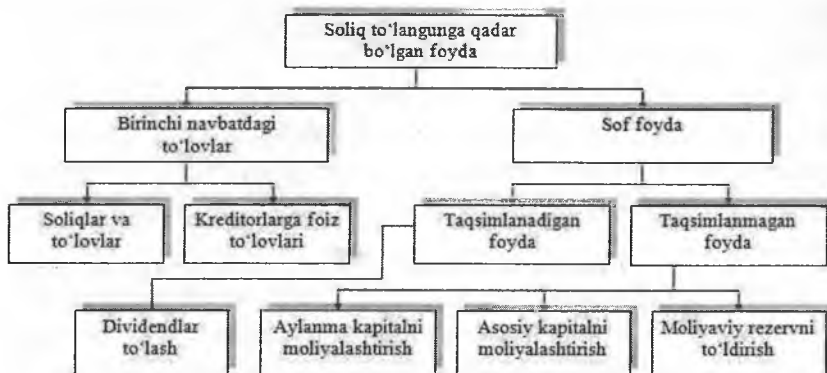 Soliq to‘langunga qadar
bo‘lgan foyda
Birinchi navbatdagi
to‘lovlar
Sof foyda
Soliqlar va
to‘lovlar
Kreditorlarga foiz
to‘lovlari
Taqsimlanadigan
foyda
Taqsimlanmagan
foyda
Dividendlar
to‘lash
Aylanma kapitalni
moliyalashtirish
Asosiy kapitalni
moliyalashtirish
Moliyaviy rezervni
to‘ldirish